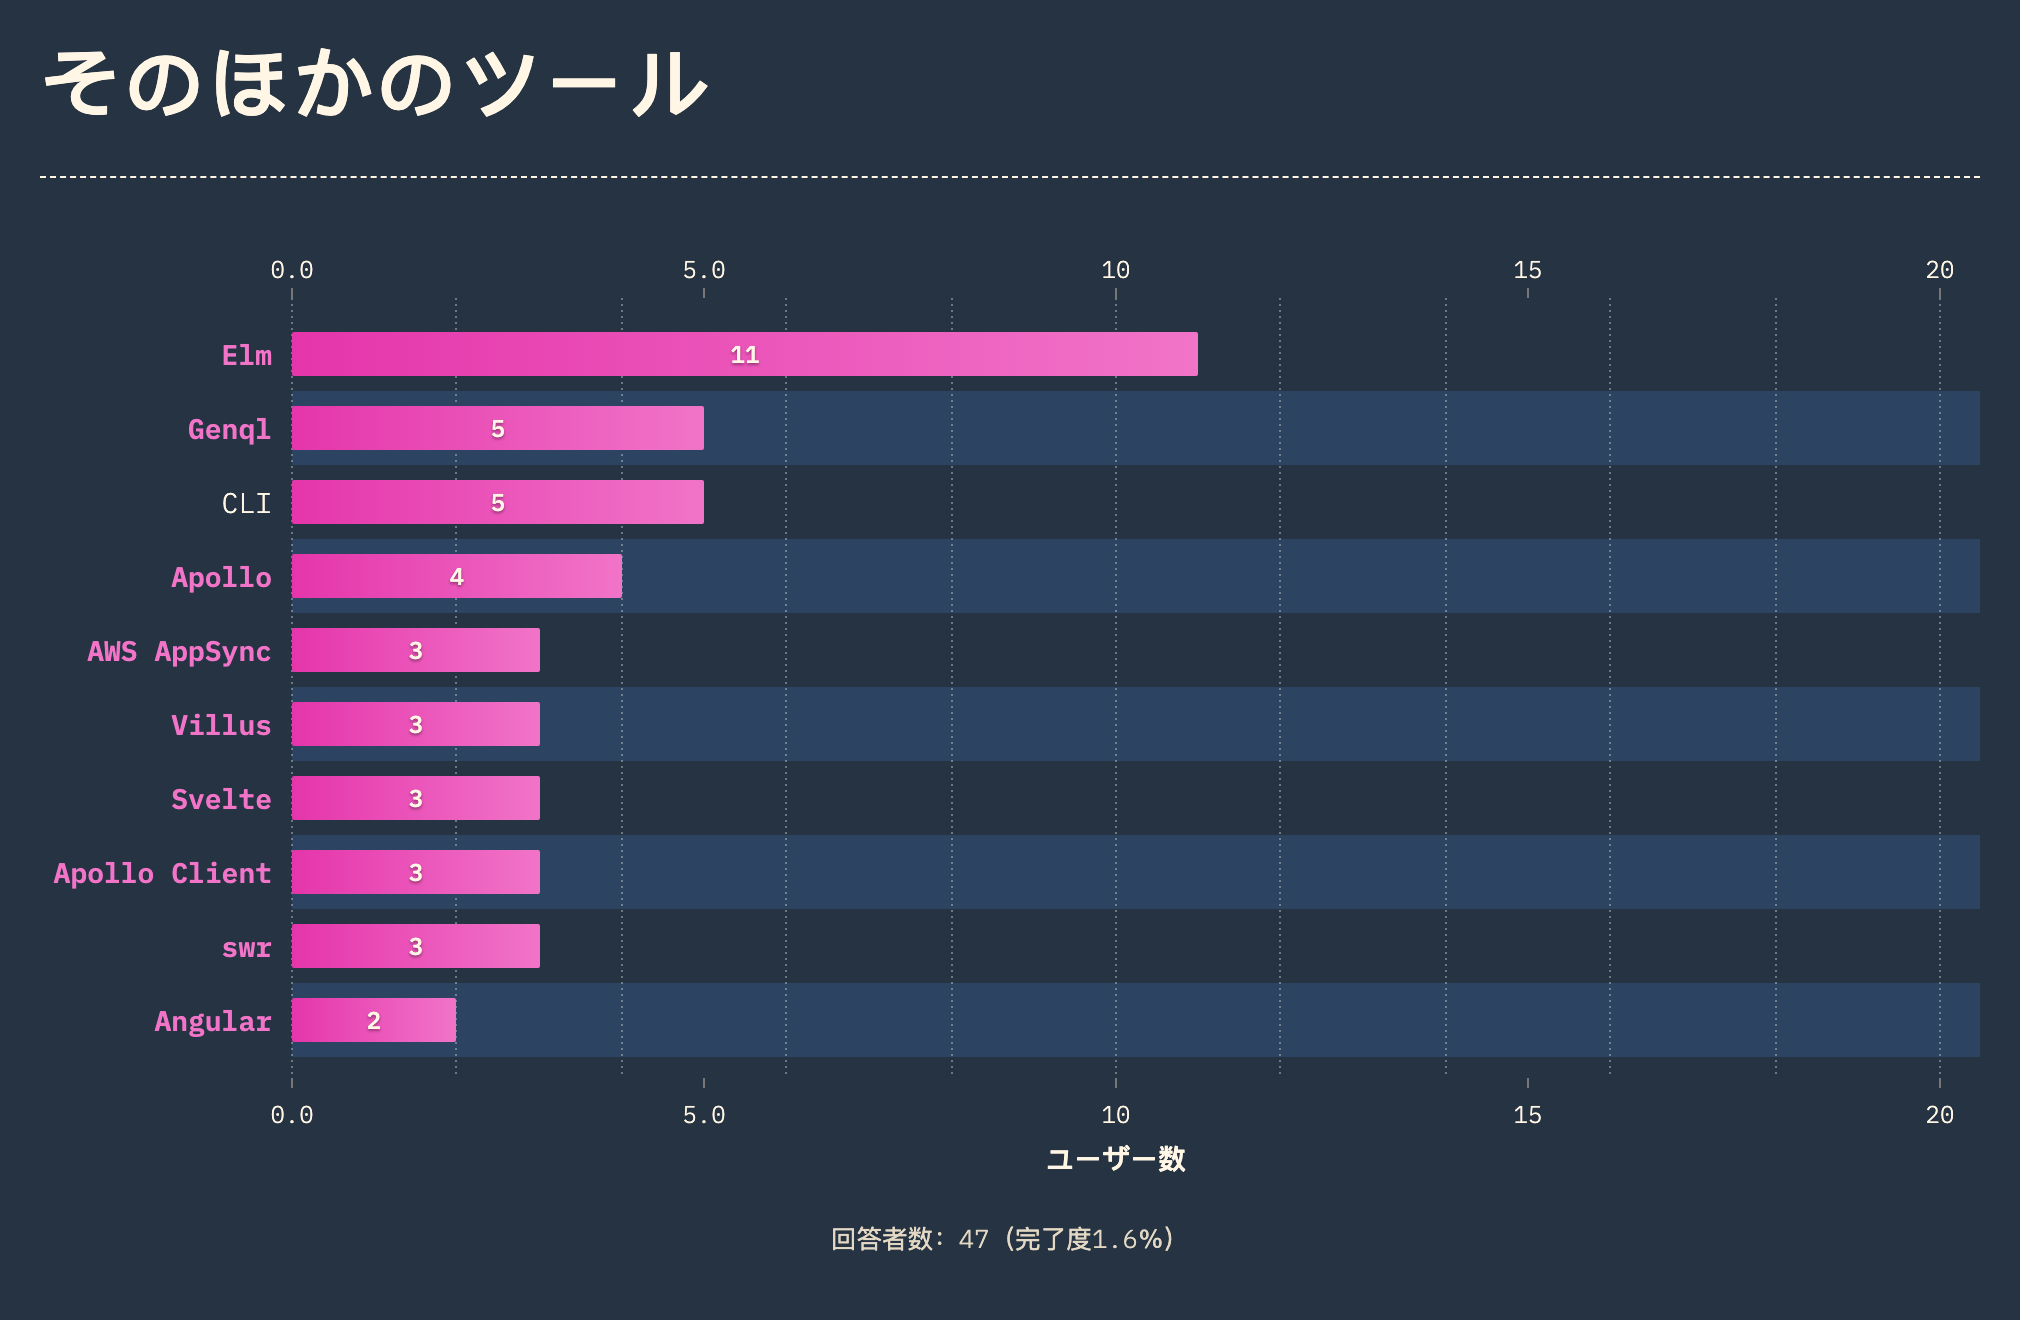 そのほかのツール
0.0 5.0 10 15 20
Elm 11
Genql 5
CLI 5
Apollo 4
AWS AppSync 3
Villus 3
Svelte 3
Apollo Client 3
swr 3
Angular 2
0.0 5.0 10 15 20
ユーザー数
回答者数: 47 (完了度1.6%)